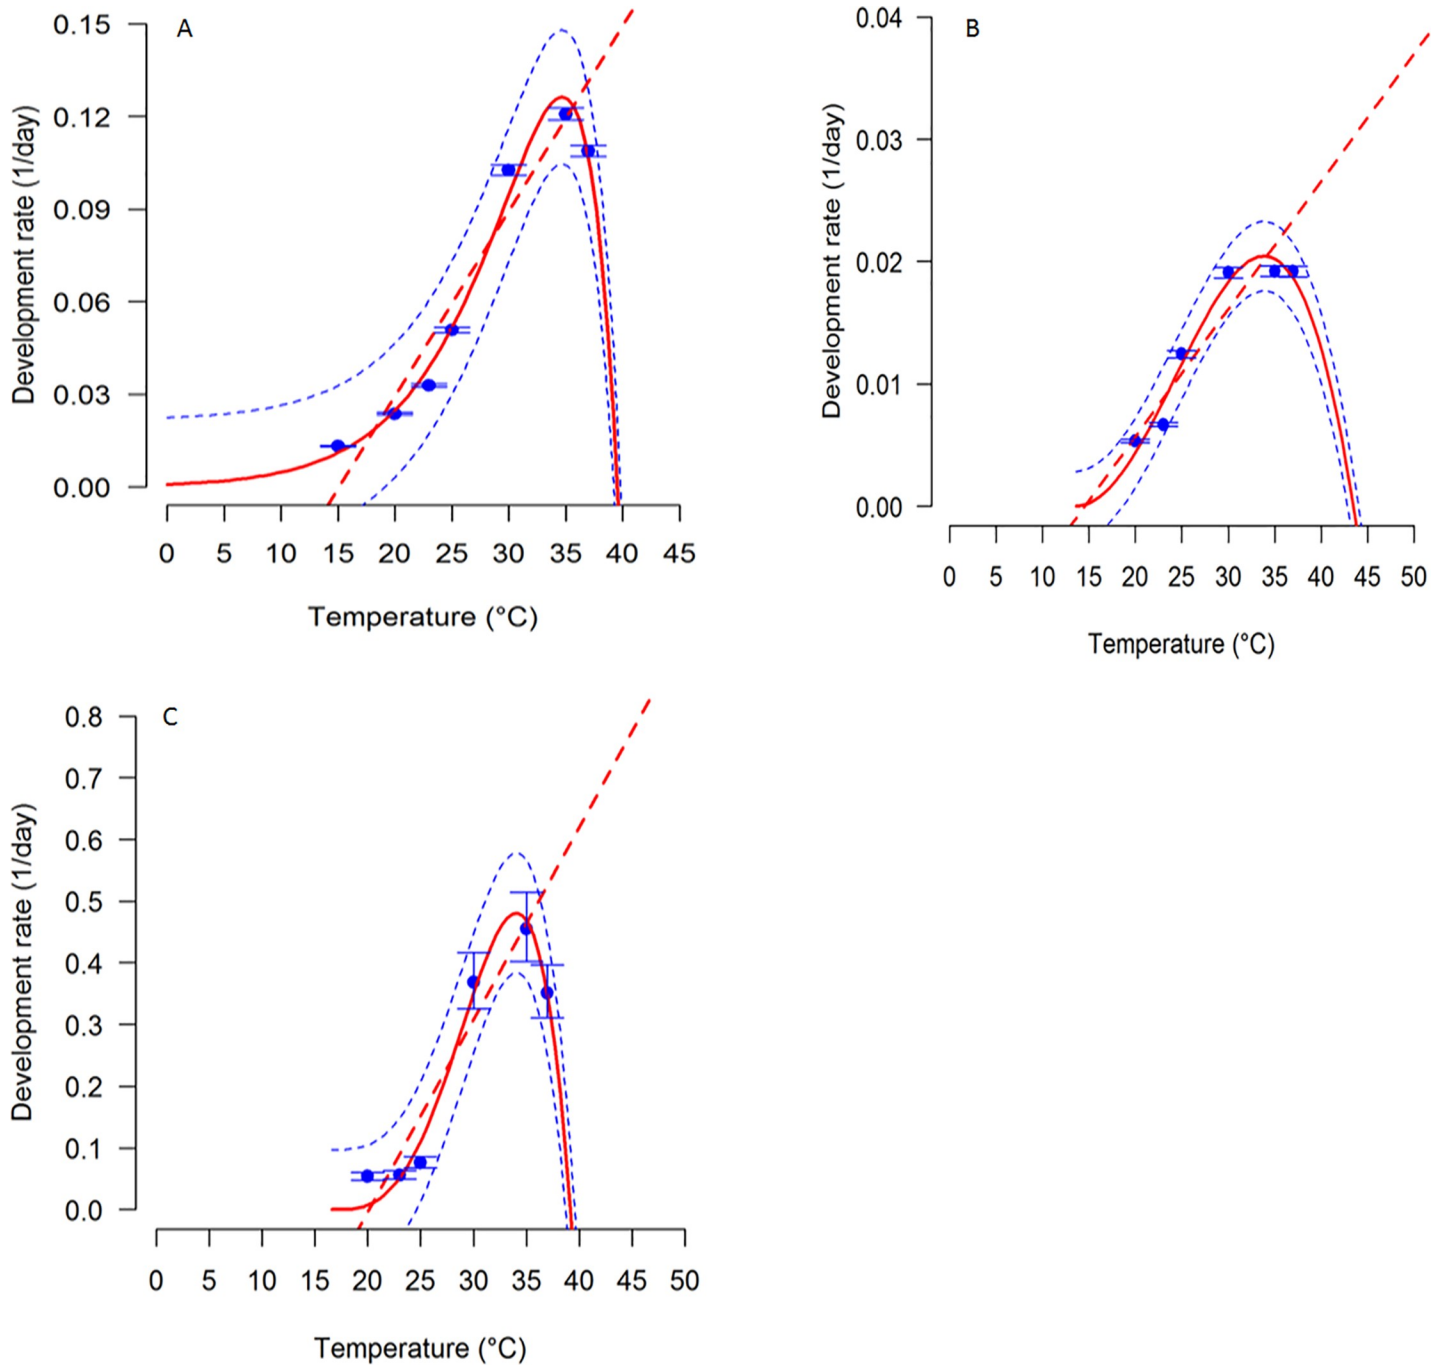 A
Development rate (1/day)
0.15
0.12
0.09
0.06
0.03
0.00
0 5 10 15 20 25 30 35 40 45
Temperature (°C)
B
Development rate (1/day)
0.04
0.03
0.02
0.01
0.00
0 5 10 15 20 25 30 35 40 45 50
Temperature (°C)
C
Development rate (1/day)
0.8
0.7
0.6
0.5
0.4
0.3
0.2
0.1
0.0
0 5 10 15 20 25 30 35 40 45 50
Temperature (°C)